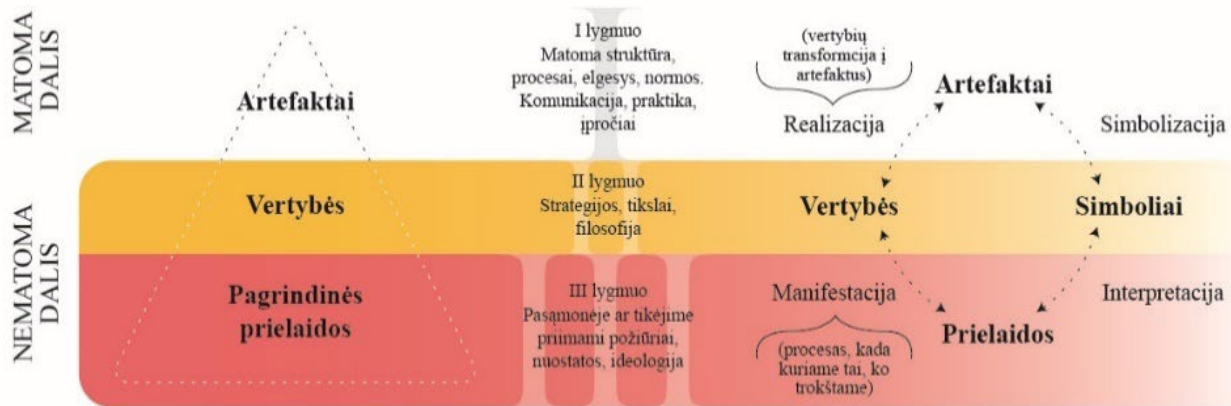 MATOMA
DALIS
Artefaktai
I lygmuo
Matoma struktūra,
procesai, elgesys, normos.
Komunikacija, praktika,
įpročiai
(vertybių
transformcija į
artefaktus)
Realizacija
Artefaktai
Simbolizacija
NEMATOMA
DALIS
Vertybės
II lygmuo
Strategijos, tikslai,
filosofija
Vertybės
Simboliai
Pagrindinės
prielaidos
III lygmuo
Pasąmonėje ar tikėjime
priimami požiūriai,
nuostatos, ideologija
Manifestacija
(procesas, kada
kuriame tai, ko
trokštame)
Prielaidos
Interpretacija